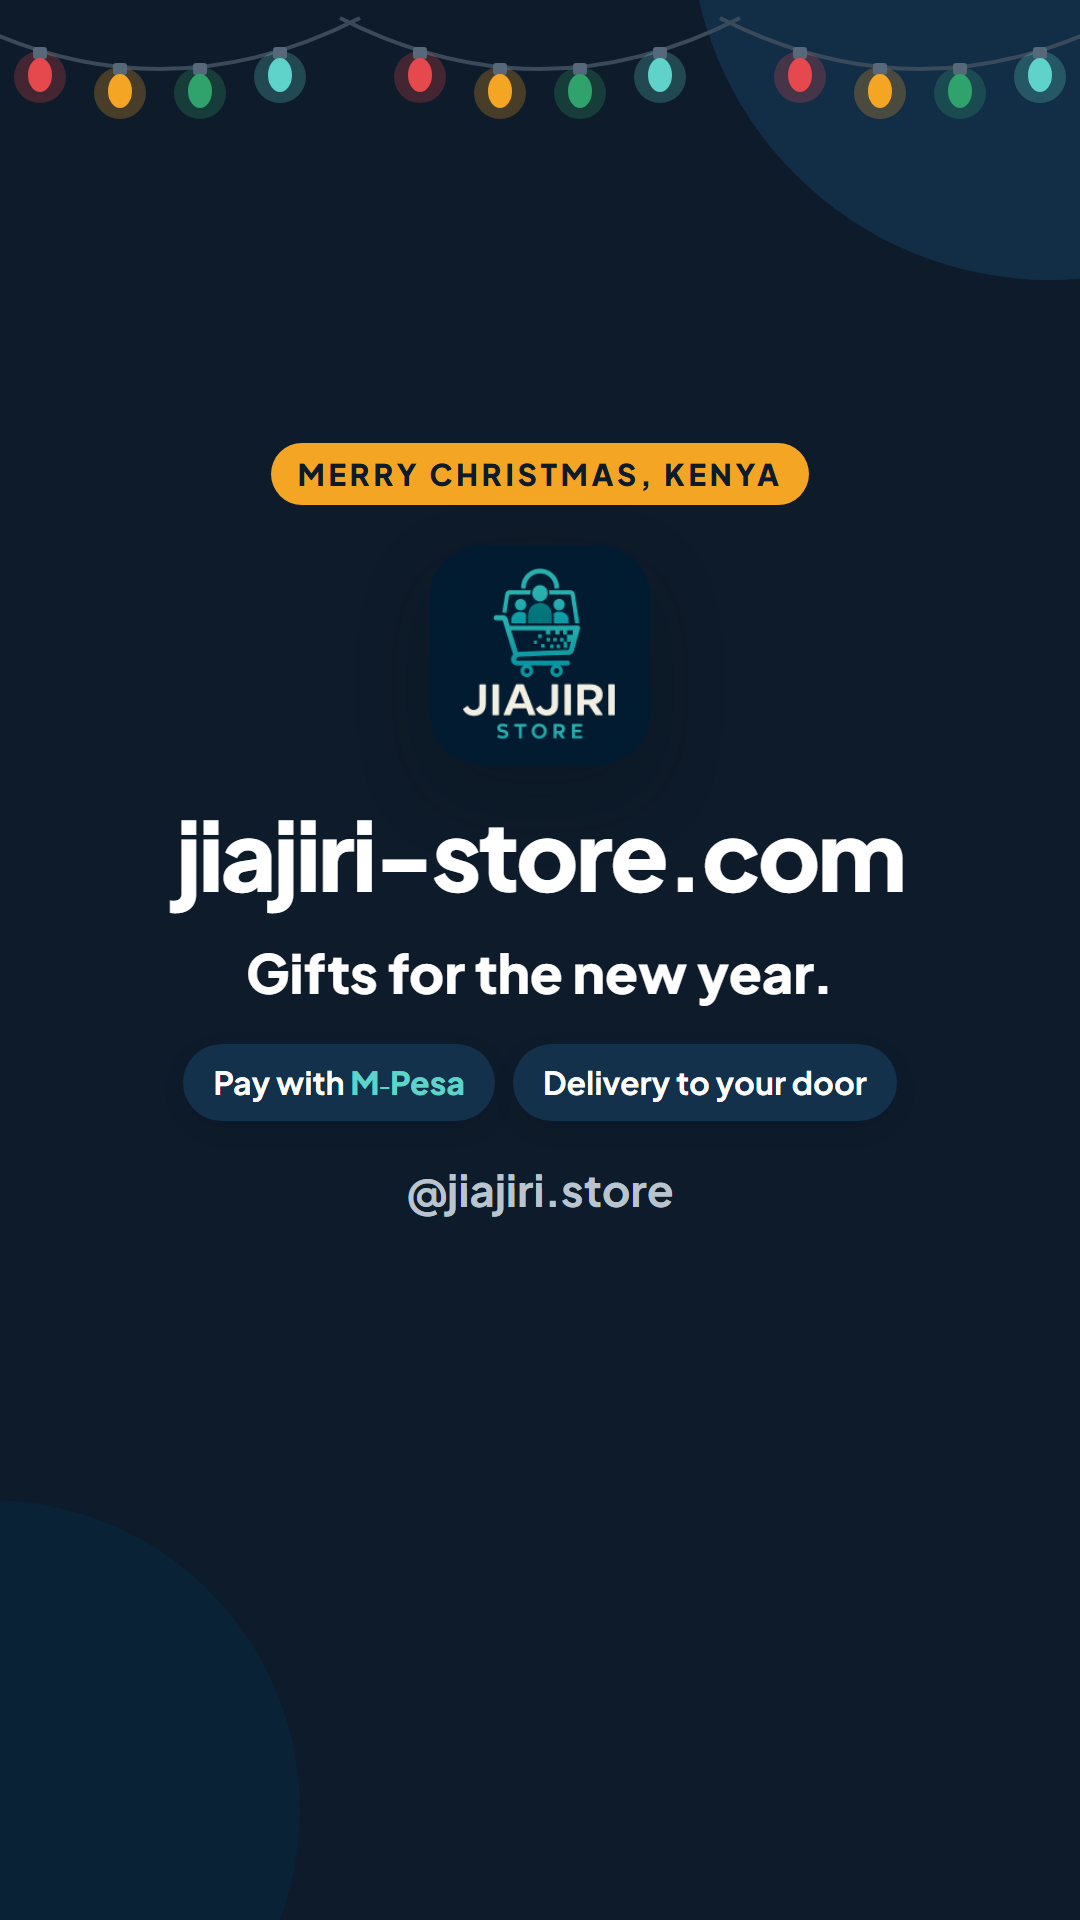 MERRY CHRISTMAS, KENYA
JIAJIRI
STORE
jiajiri-store.com
Gifts for the new year.
Pay with M-Pesa
Delivery to your door
@jiajiri.store